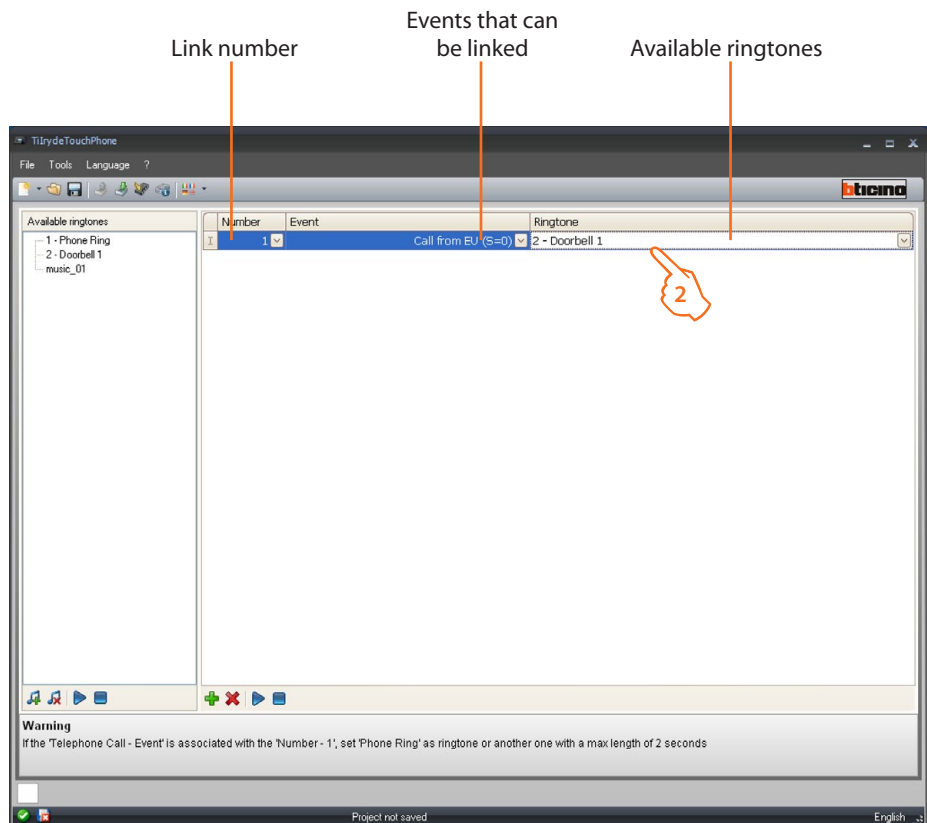 Events that can
be linked
Link number
Available ringtones
TiIrydeTouchPhone
File Tools Language ?
bticino
Available ringtones
Number Event Ringtone
1 - Phone Ring
2 - Doorbell 1
music_01
1 Call from EU (S=0) 2 - Doorbell 1
2
Warning
If the 'Telephone Call - Event' is associated with the 'Number - 1', set 'Phone Ring' as ringtone or another one with a max length of 2 seconds
Project not saved
English